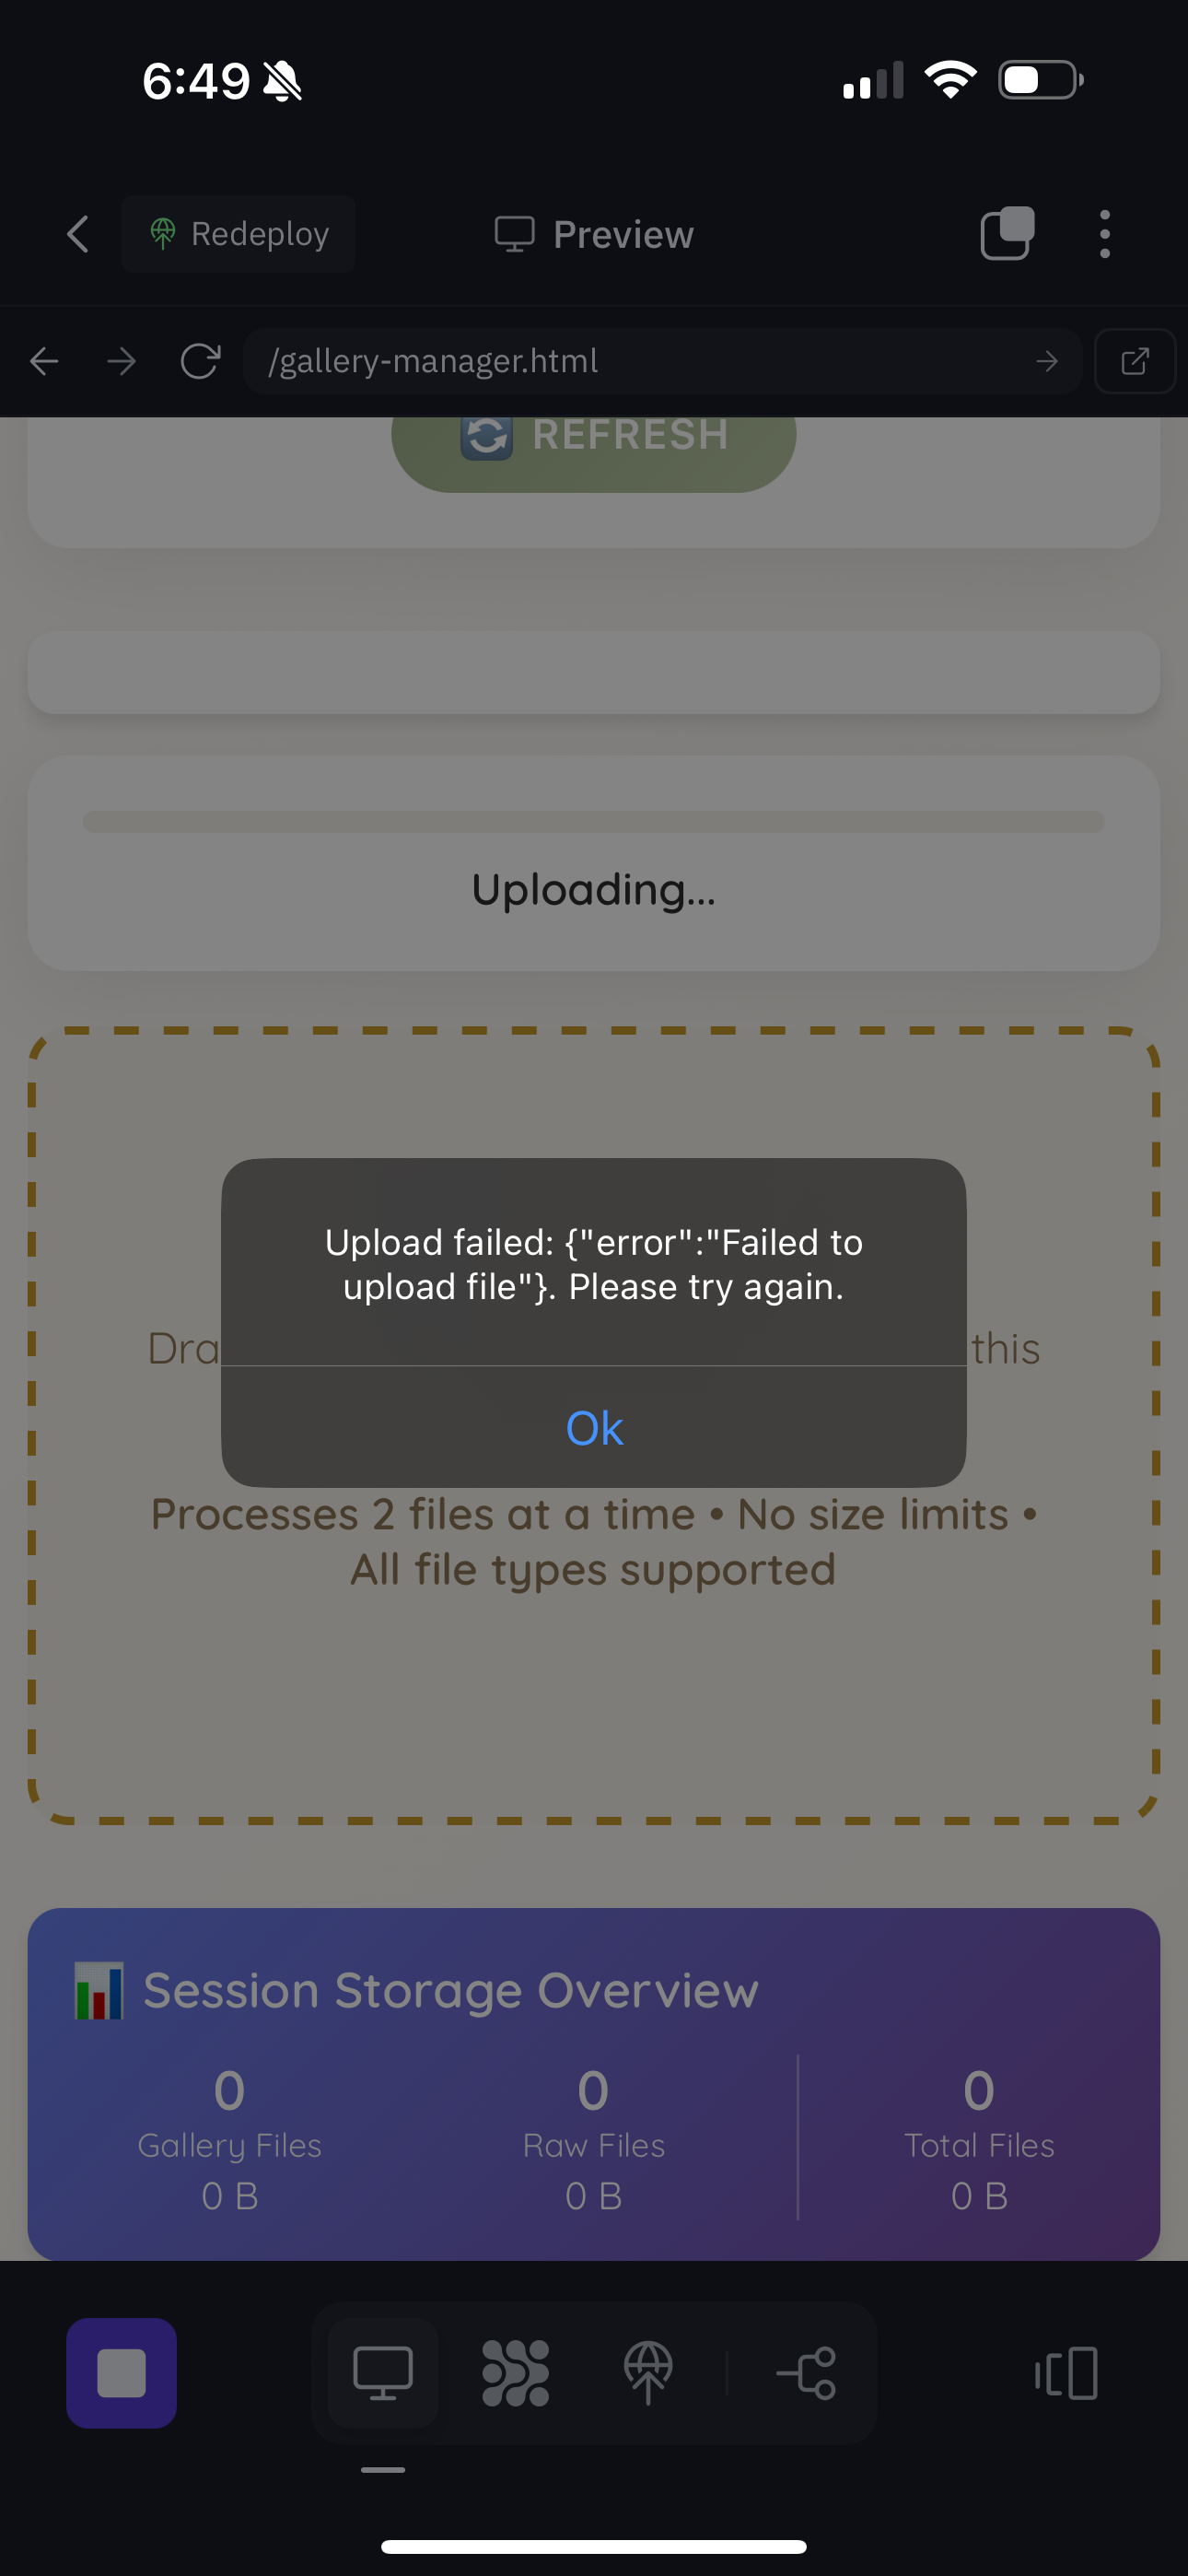 6:49
Redeploy
Preview
/gallery-manager.html
REFRESH
Uploading...
Upload failed: {"error":"Failed to
upload file"}. Please try again.
Dra
this
Ok
Processes 2 files at a time • No size limits •
All file types supported
Session Storage Overview
0
Gallery Files
0 B
0
Raw Files
0 B
0
Total Files
0 B